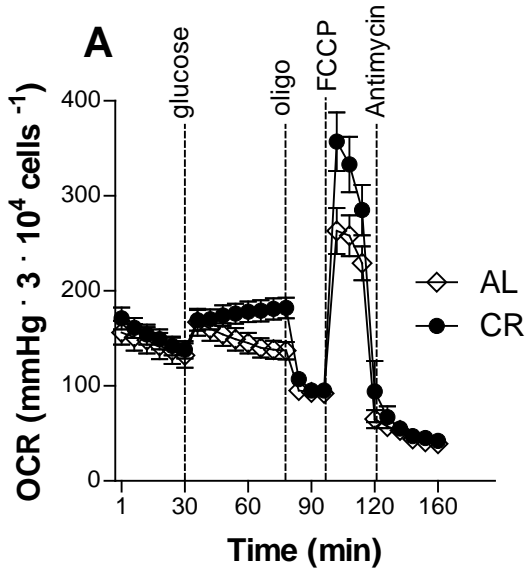 A
glucose
oligo
FCCP
Antimycin
OCR (mmHg · 3 · 10⁴ cells ⁻¹)
400
300
200
100
0
AL
CR
1
30
60
90
120
160
Time (min)